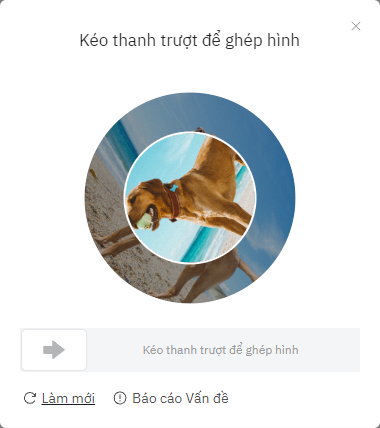 Kéo thanh trượt để ghép hình
Kéo thanh trượt để ghép hình
Làm mới
Báo cáo Vấn đề